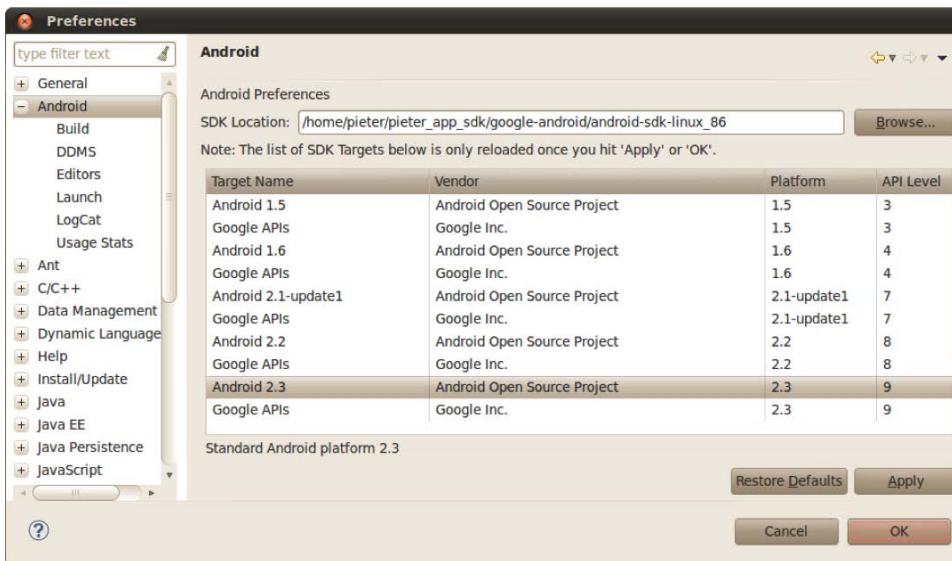 Preferences
type filter text
General
Android
Build
DDMS
Editors
Launch
LogCat
Usage Stats
Ant
C/C++
Data Management
Dynamic Language
Help
Install/Update
Java
Java EE
Java Persistence
JavaScript
Android
Android Preferences
SDK Location: /home/pieter/pieter_app_sdk/google-android/android-sdk-linux_86 Browse...
Note: The list of SDK Targets below is only reloaded once you hit 'Apply' or 'OK'.
Target Name Vendor Platform API Level
Android 1.5 Android Open Source Project 1.5 3
Google APIs Google Inc. 1.5 3
Android 1.6 Android Open Source Project 1.6 4
Google APIs Google Inc. 1.6 4
Android 2.1-update1 Android Open Source Project 2.1-update1 7
Google APIs Google Inc. 2.1-update1 7
Android 2.2 Android Open Source Project 2.2 8
Google APIs Google Inc. 2.2 8
Android 2.3 Android Open Source Project 2.3 9
Google APIs Google Inc. 2.3 9
Standard Android platform 2.3
Restore Defaults Apply
? Cancel OK